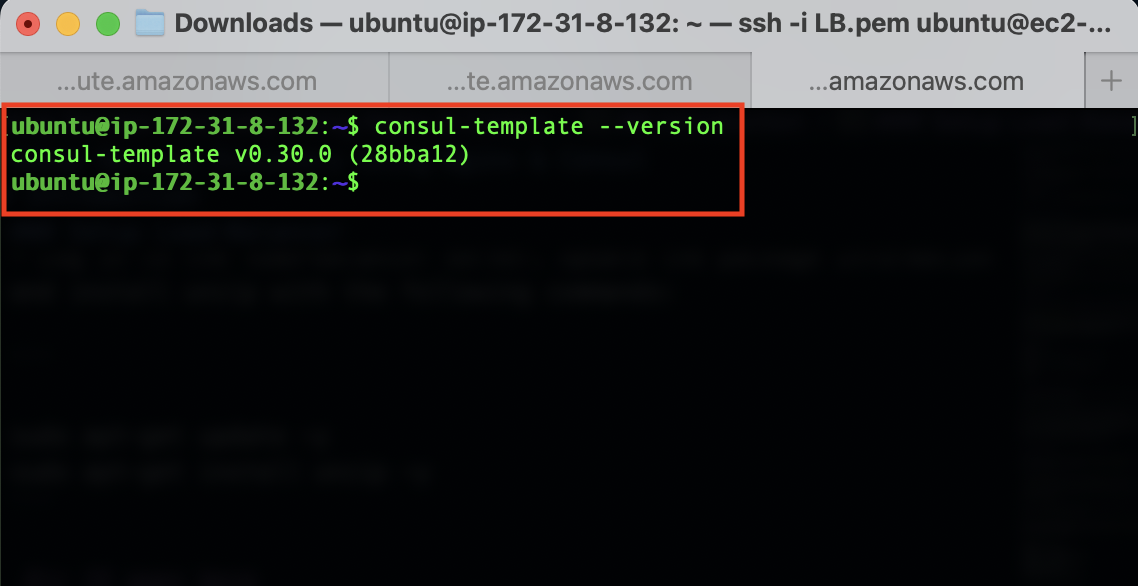 Downloads — ubuntu@ip-172-31-8-132: ~ — ssh -i LB.pem ubuntu@ec2-...
...ute.amazonaws.com
...te.amazonaws.com
...amazonaws.com
ubuntu@ip-172-31-8-132:~$ consul-template --version
consul-template v0.30.0 (28bba12)
ubuntu@ip-172-31-8-132:~$